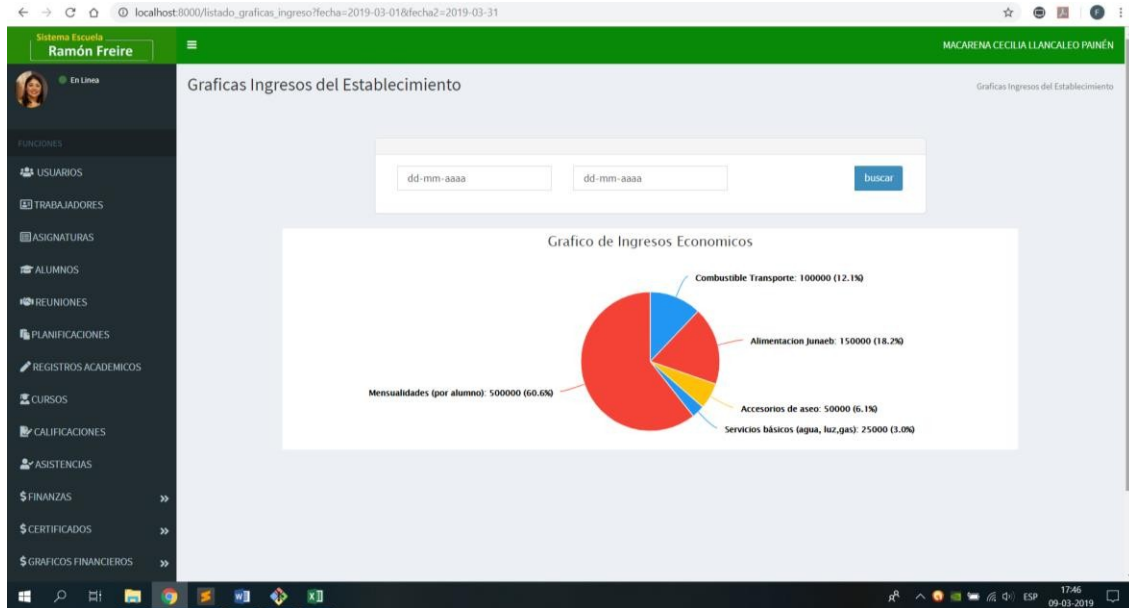 localhost:8000/listado_graficas_ingreso?fecha=2019-03-01&fecha2=2019-03-31
Sistema Escuela
Ramón Freire
MACARENA CECILIA LLANCALEO PAINÉN
En Linea
Graficas Ingresos del Establecimiento
Graficas Ingresos del Establecimiento
FUNCIONES
USUARIOS
TRABAJADORES
ASIGNATURAS
ALUMNOS
REUNIONES
PLANIFICACIONES
REGISTROS ACADEMICOS
CURSOS
CALIFICACIONES
ASISTENCIAS
$ FINANZAS
$ CERTIFICADOS
$ GRAFICOS FINANCIEROS
dd-mm-aaaa
dd-mm-aaaa
buscar
Grafico de Ingresos Economicos
Combustible Transporte: 100000 (12.1%)
Alimentacion Junaeb: 150000 (18.2%)
Mensualidades (por alumno): 500000 (60.6%)
Accesorios de aseo: 50000 (6.1%)
Servicios básicos (agua, luz,gas): 25000 (3.0%)
ESP
17:46
09-03-2019